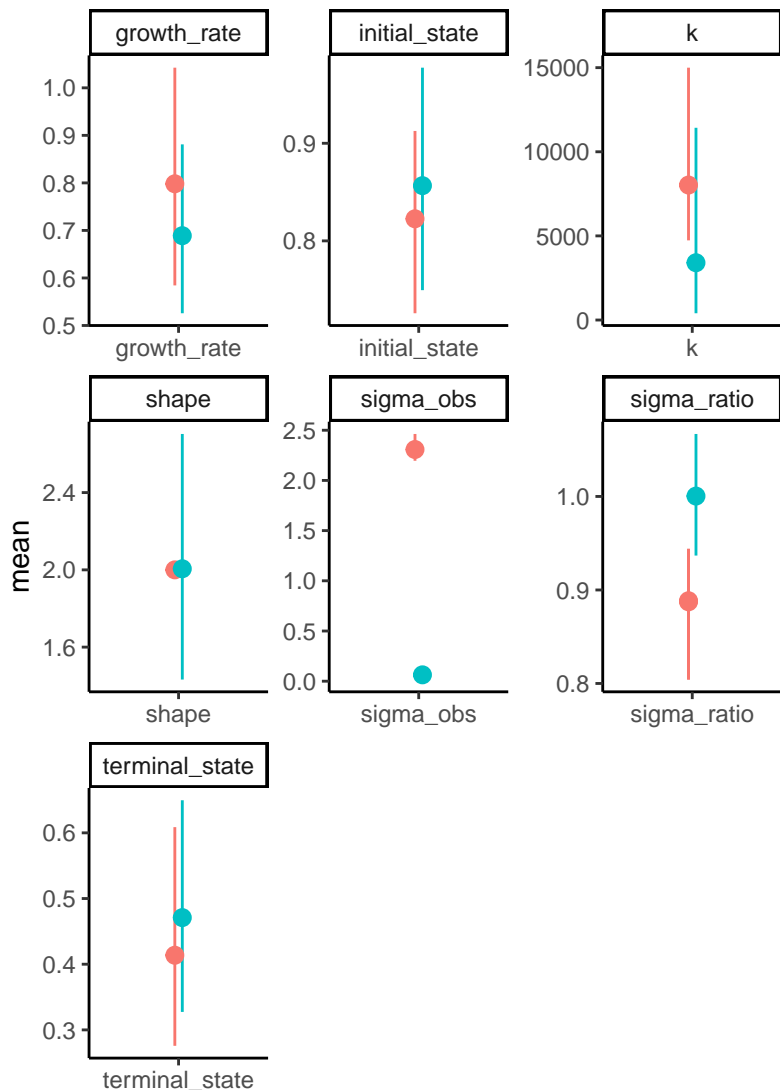 growth_rate
initial_state
k
1.0
0.9
0.8
0.7
0.6
0.5
0.9
0.8
15000
10000
5000
0
growth_rate
initial_state
k
shape
sigma_obs
sigma_ratio
mean
2.4
2.0
1.6
2.5
2.0
1.5
1.0
0.5
0.0
1.0
0.9
0.8
shape
sigma_obs
sigma_ratio
terminal_state
0.6
0.5
0.4
0.3
terminal_state